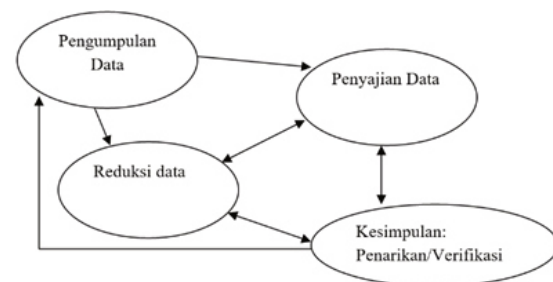 Pengumpulan
Data
Penyajian Data
Reduksi data
Kesimpulan:
Penarikan/Verifikasi